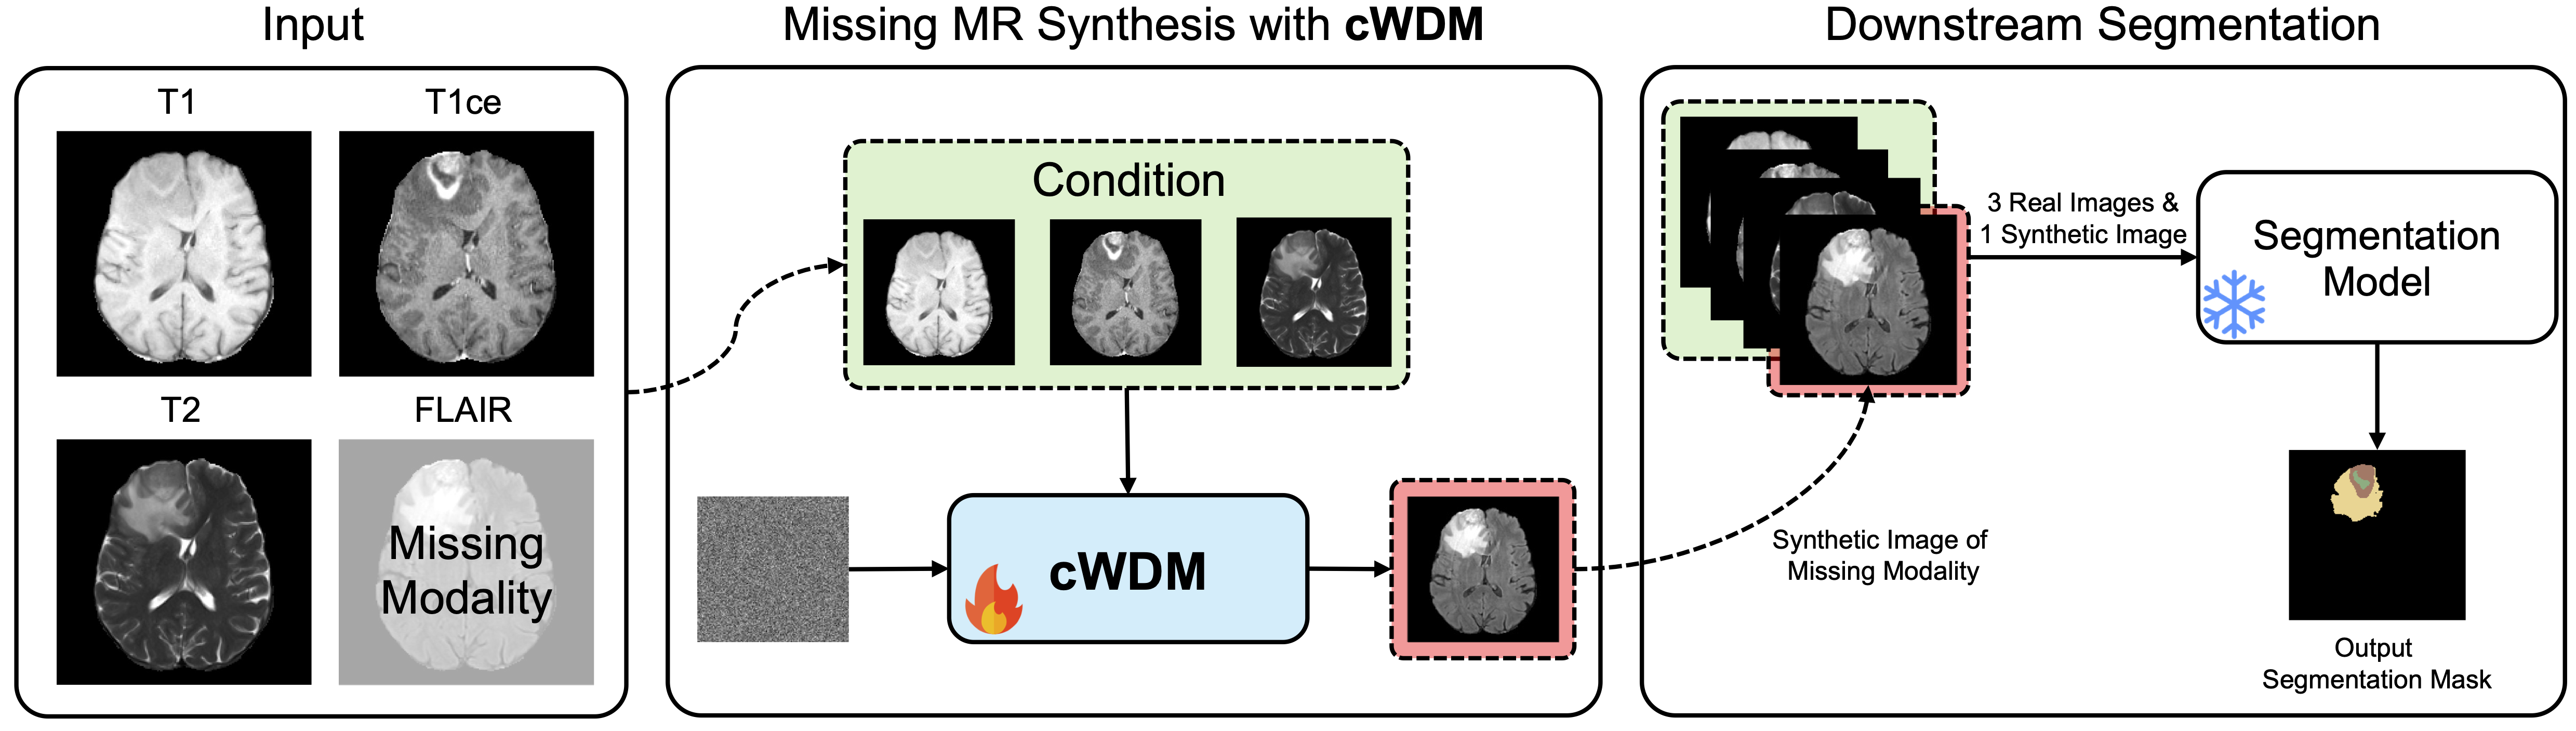 Input
Missing MR Synthesis with cWDM
Downstream Segmentation
T1
T1ce
T2
FLAIR
Missing
Modality
Condition
cWDM
Synthetic Image of
Missing Modality
3 Real Images &
1 Synthetic Image
Segmentation
Model
Output
Segmentation Mask